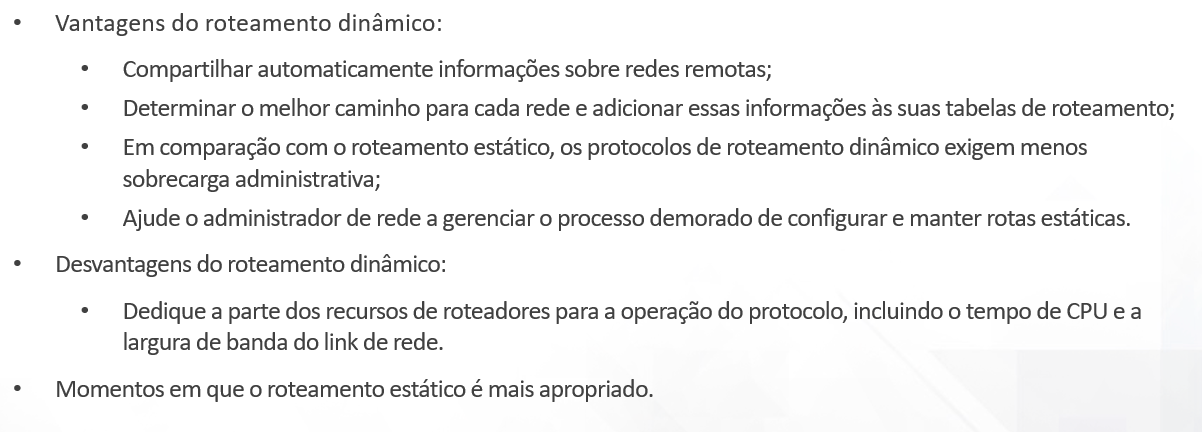 • Vantagens do roteamento dinâmico:
• Compartilhar automaticamente informações sobre redes remotas;
• Determinar o melhor caminho para cada rede e adicionar essas informações às suas tabelas de roteamento;
• Em comparação com o roteamento estático, os protocolos de roteamento dinâmico exigem menos
sobrecarga administrativa;
• Ajude o administrador de rede a gerenciar o processo demorado de configurar e manter rotas estáticas.
• Desvantagens do roteamento dinâmico:
• Dedique a parte dos recursos de roteadores para a operação do protocolo, incluindo o tempo de CPU e a
largura de banda do link de rede.
• Momentos em que o roteamento estático é mais apropriado.